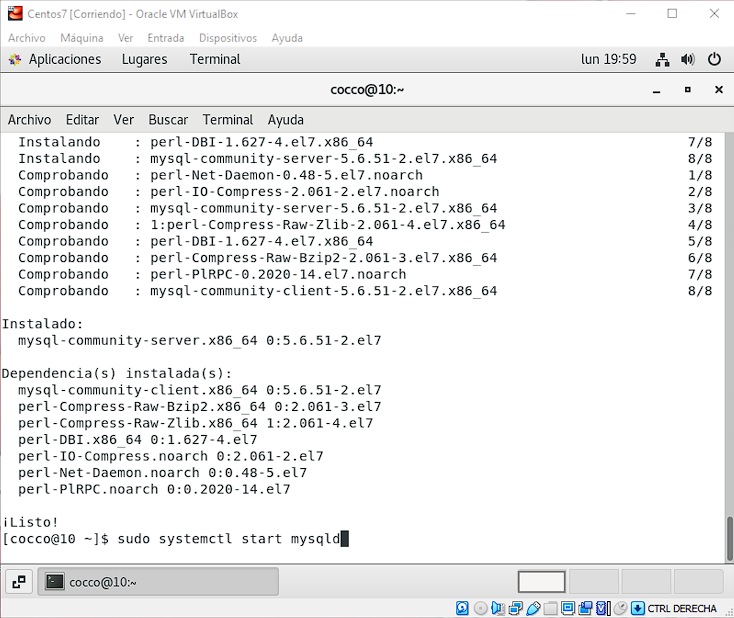 Centos7 [Corriendo] - Oracle VM VirtualBox
Archivo Máquina Ver Entrada Dispositivos Ayuda
Aplicaciones Lugares Terminal lun 19:59
cocco@10:~
Archivo Editar Ver Buscar Terminal Ayuda
Instalando : perl-DBI-1.627-4.el7.x86_64 7/8
Instalando : mysql-community-server-5.6.51-2.el7.x86_64 8/8
Comprobando : perl-Net-Daemon-0.48-5.el7.noarch 1/8
Comprobando : perl-IO-Compress-2.061-2.el7.noarch 2/8
Comprobando : mysql-community-server-5.6.51-2.el7.x86_64 3/8
Comprobando : 1:perl-Compress-Raw-Zlib-2.061-4.el7.x86_64 4/8
Comprobando : perl-DBI-1.627-4.el7.x86_64 5/8
Comprobando : perl-Compress-Raw-Bzip2-2.061-3.el7.x86_64 6/8
Comprobando : perl-PlRPC-0.2020-14.el7.noarch 7/8
Comprobando : mysql-community-client-5.6.51-2.el7.x86_64 8/8
Instalado:
mysql-community-server.x86_64 0:5.6.51-2.el7
Dependencia(s) instalada(s):
mysql-community-client.x86_64 0:5.6.51-2.el7
perl-Compress-Raw-Bzip2.x86_64 0:2.061-3.el7
perl-Compress-Raw-Zlib.x86_64 1:2.061-4.el7
perl-DBI.x86_64 0:1.627-4.el7
perl-IO-Compress.noarch 0:2.061-2.el7
perl-Net-Daemon.noarch 0:0.48-5.el7
perl-PlRPC.noarch 0:0.2020-14.el7
¡Listo!
[cocco@10 ~]$ sudo systemctl start mysqld
cocco@10:~
CTRL DERECHA